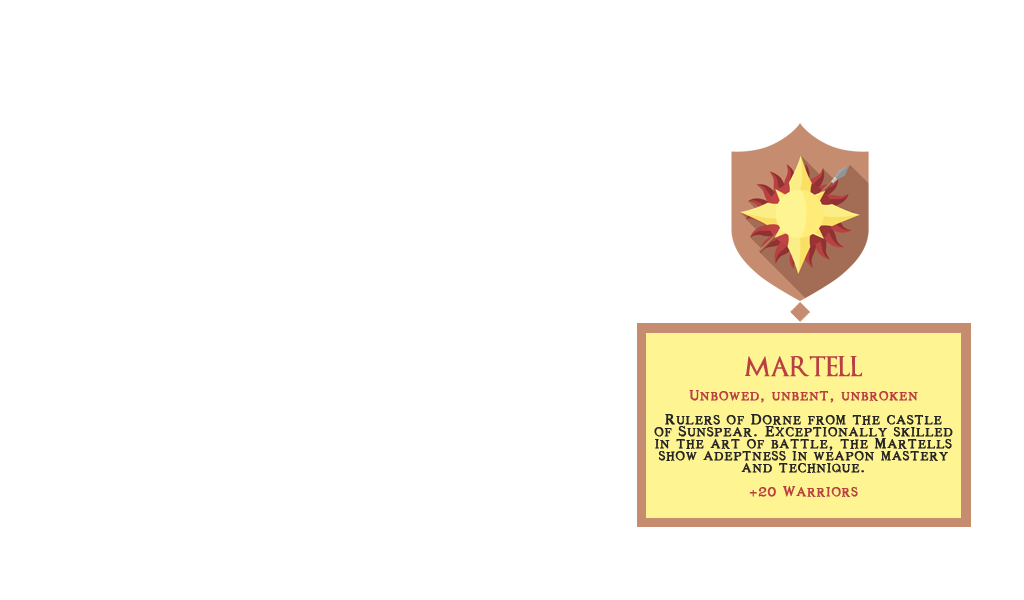 MARTELL
Unbowed, unbent, unbroken
Rulers of Dorne from the castle
of Sunspear. Exceptionally skilled
in the art of battle, the Martells
show adeptness in weapon mastery
and technique.
+20 Warriors